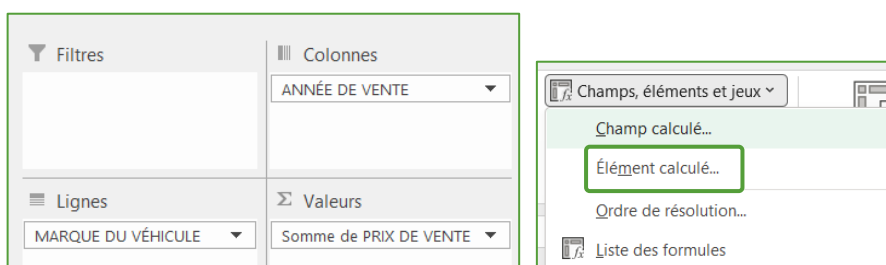 Filtres
Colonnes
ANNÉE DE VENTE
Lignes
Valeurs
MARQUE DU VÉHICULE
Somme de PRIX DE VENTE
Champs, éléments et jeux
Champ calculé...
Élément calculé...
Ordre de résolution...
Liste des formules